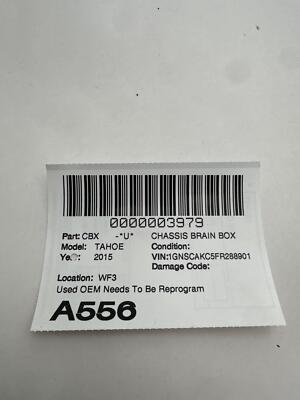 0000003979
Part: CBX -*U* CHASSIS BRAIN BOX
Model: TAHOE Condition:
Year: 2015 VIN:1GNSCAKC5FR288901
Damage Code:
Location: WF3
Used OEM Needs To Be Reprogram
A556